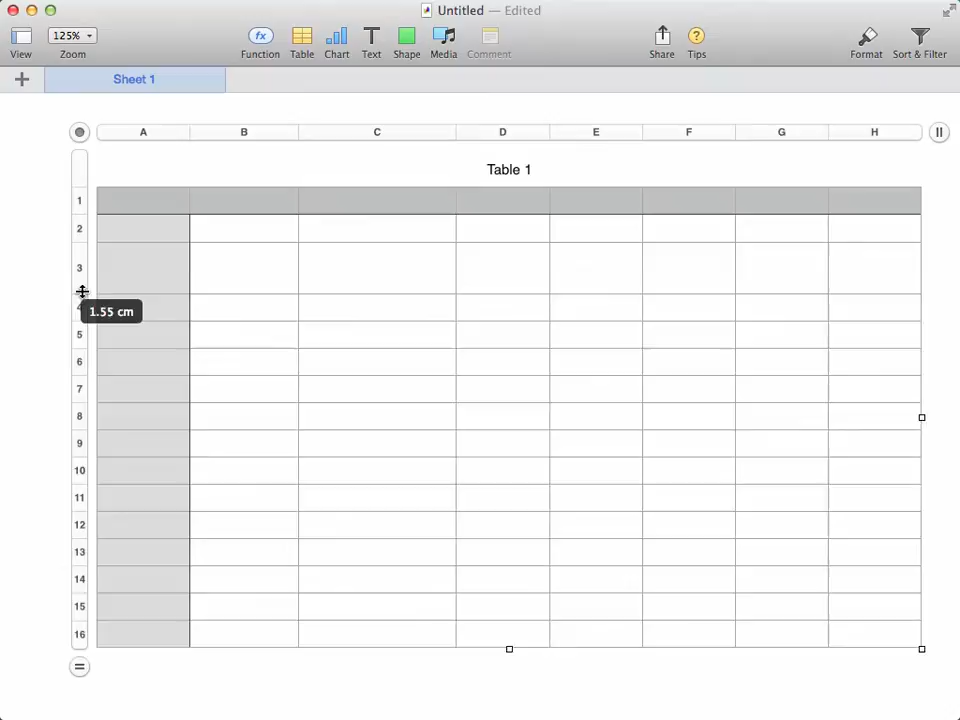 Untitled — Edited
125%
View Zoom Function Table Chart Text Shape Media Comment Share Tips Format Sort & Filter
Sheet 1
A B C D E F G H
Table 1
1
2
3
4
1.55 cm
5
6
7
8
9
10
11
12
13
14
15
16